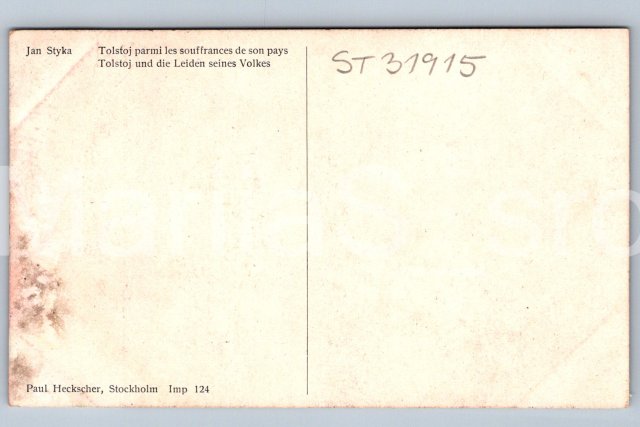 Jan Styka Tolstoj parmi les souffrances de son pays
Tolstoj und die Leiden seines Volkes
ST 31915
Paul Heckscher, Stockholm Imp 124